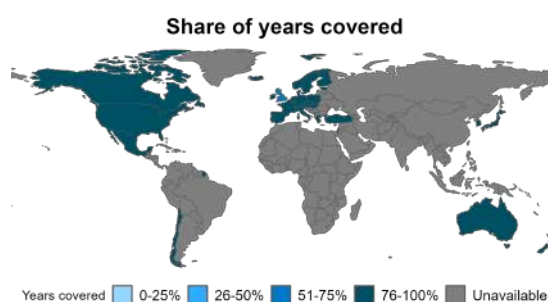 Share of years covered
Years covered 0-25% 26-50% 51-75% 76-100% Unavailable